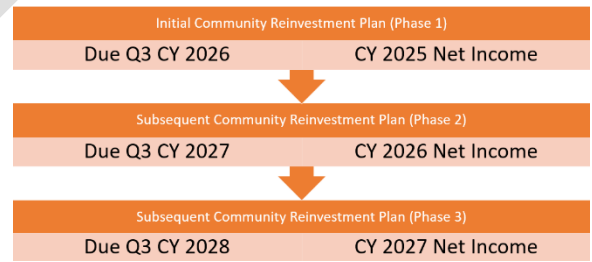 Initial Community Reinvestment Plan (Phase 1)
Due Q3 CY 2026 CY 2025 Net Income
Subsequent Community Reinvestment Plan (Phase 2)
Due Q3 CY 2027 CY 2026 Net Income
Subsequent Community Reinvestment Plan (Phase 3)
Due Q3 CY 2028 CY 2027 Net Income